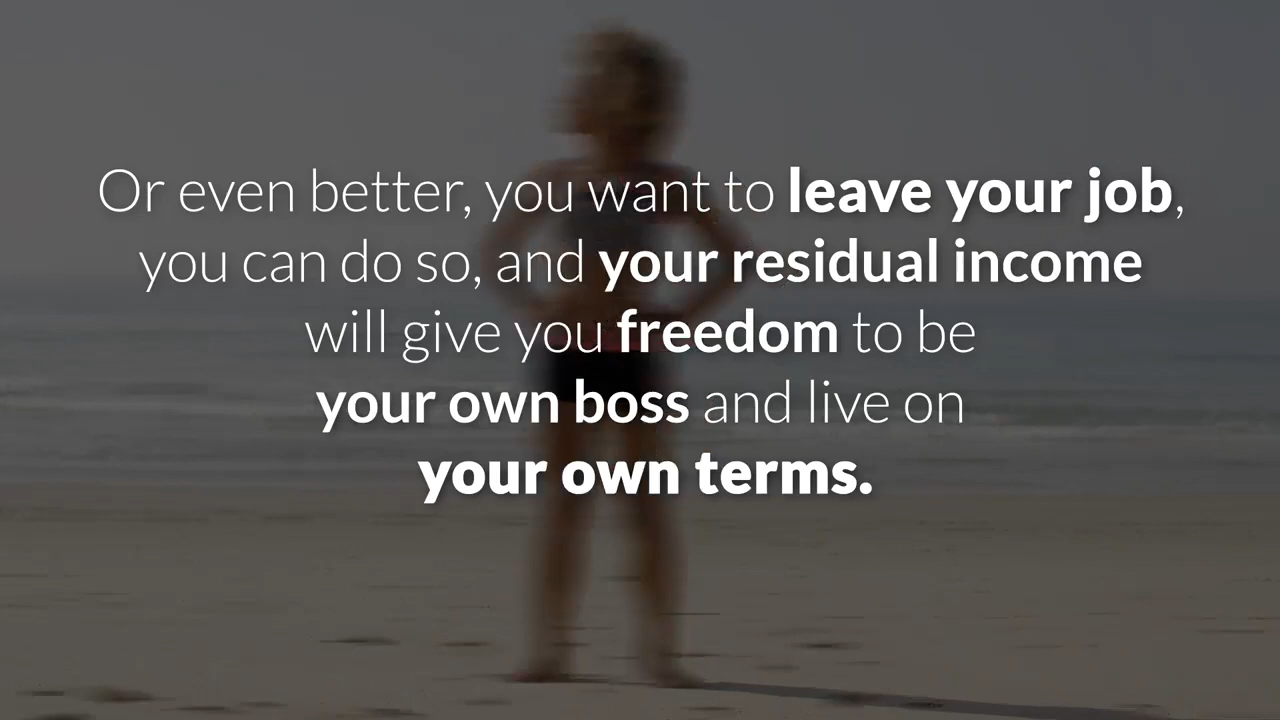 Or even better, you want to leave your job,
you can do so, and your residual income
will give you freedom to be
your own boss and live on
your own terms.